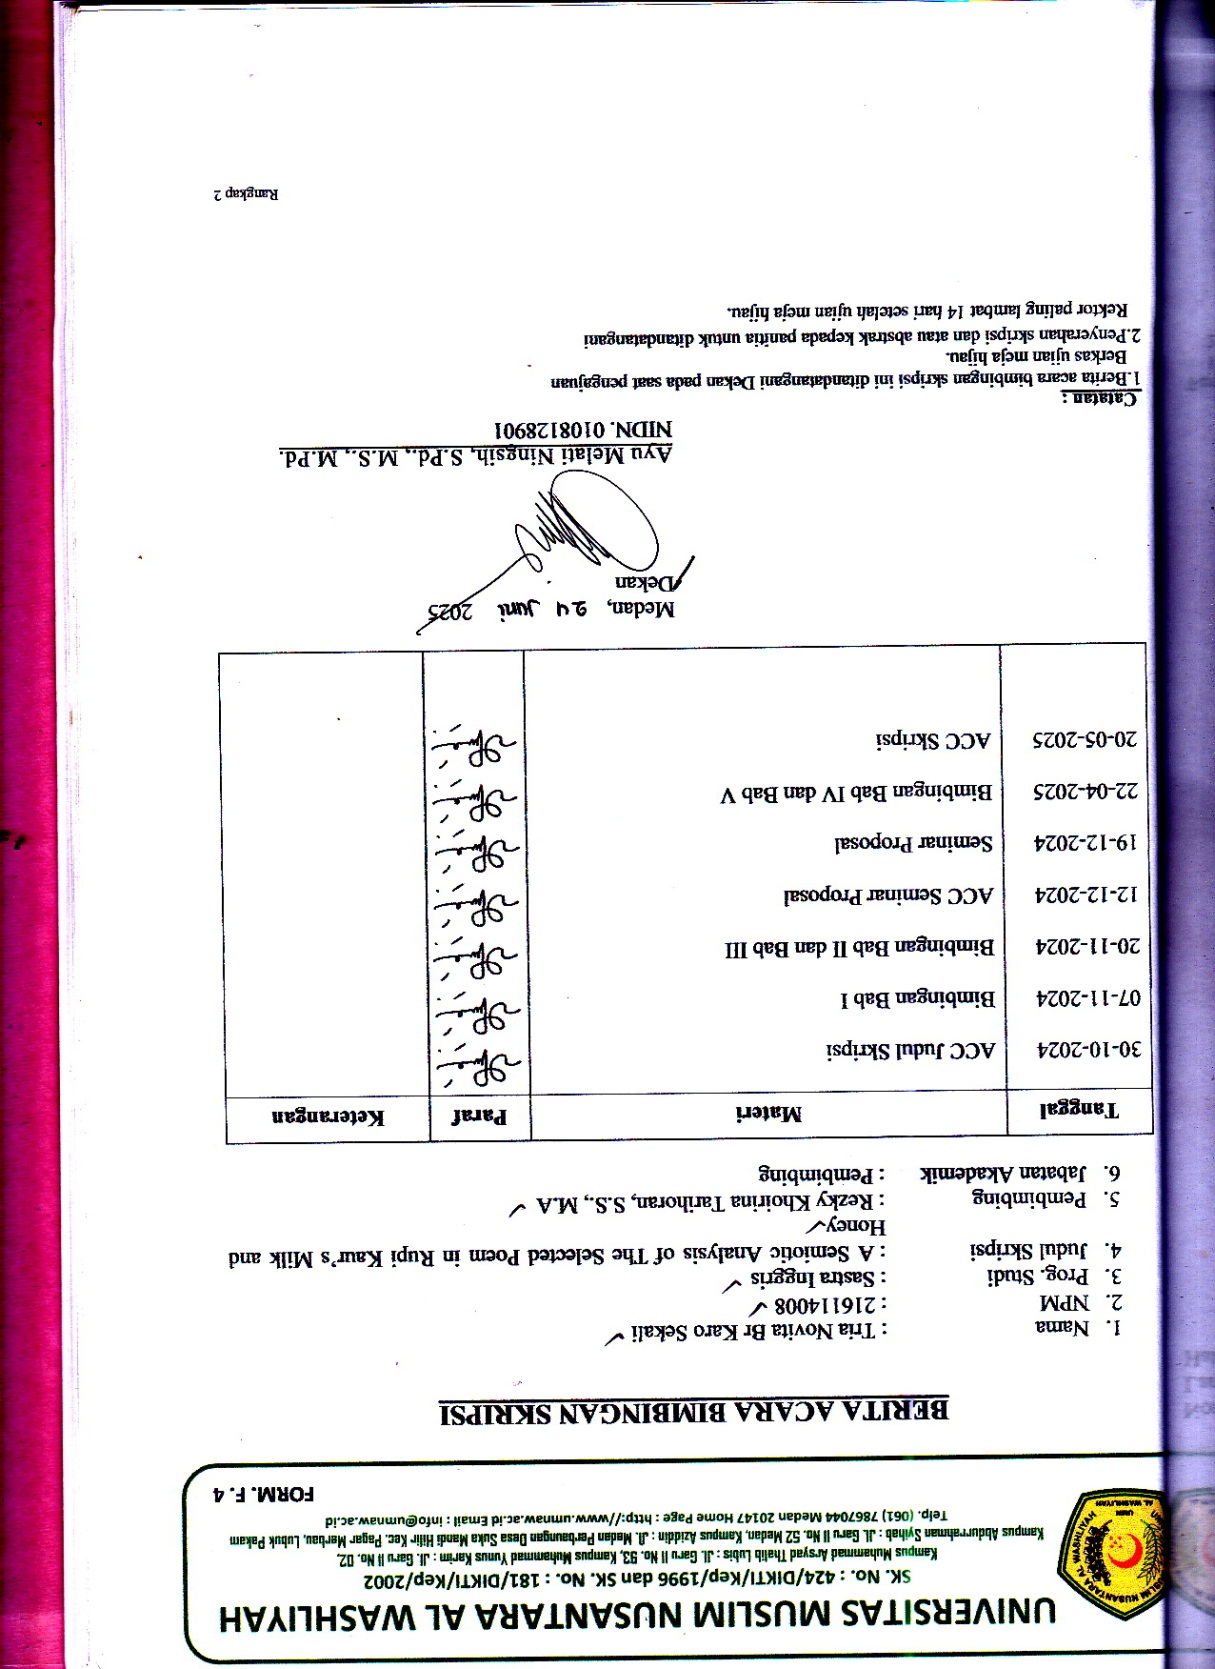 UNIVERSITAS MUSLIM NUSANTARA AL WASHLIYAH
SK. No. : 424/DIKTI/Kep/1996 dan SK. No. : 181/DIKTI/Kep/2002
Kampus Muhammad Arsyad Thalib Lubis : Jl. Garu II No. 93, Kampus Muhammad Yunus Karim : Jl. Garu II No. 02,
Kampus Abdurrahman Syihab : Jl. Garu II No. 52 Medan, Kampus Aziddin : Jl. Medan Perbaungan Desa Suka Mandi Hilir Kec. Pagar Merbau, Lubuk Pakam
Telp. (061) 7867044 Medan 20147 Home Page : http://www.umnaw.ac.id Email : info@umnaw.ac.id
FORM. F. 4
BERITA ACARA BIMBINGAN SKRIPSI
1. Nama : Tria Novita Br Karo Sekali
2. NPM : 216114008
3. Prog. Studi : Sastra Inggris
4. Judul Skripsi : A Semiotic Analysis of The Selected Poem in Rupi Kaur's Milk and
Honey
5. Pembimbing : Rezky Khoirina Tarihoran, S.S., M.A
6. Jabatan Akademik : Pembimbing
Tanggal Materi Paraf Keterangan
30-10-2024 ACC Judul Skripsi
07-11-2024 Bimbingan Bab I
20-11-2024 Bimbingan Bab II dan Bab III
12-12-2024 ACC Seminar Proposal
19-12-2024 Seminar Proposal
22-04-2025 Bimbingan Bab IV dan Bab V
20-05-2025 ACC Skripsi
Medan, 24 Juni 2025
Dekan
Ayu Melati Ningsih, S.Pd., M.S., M.Pd.
NIDN. 0108128901
Catatan :
1.Berita acara bimbingan skripsi ini ditandatangani Dekan pada saat pengajuan
Berkas ujian meja hijau.
2.Penyerahan skripsi dan atau abstrak kepada panitia untuk ditandatangani
Rektor paling lambat 14 hari setelah ujian meja hijau.
Rangkap 2